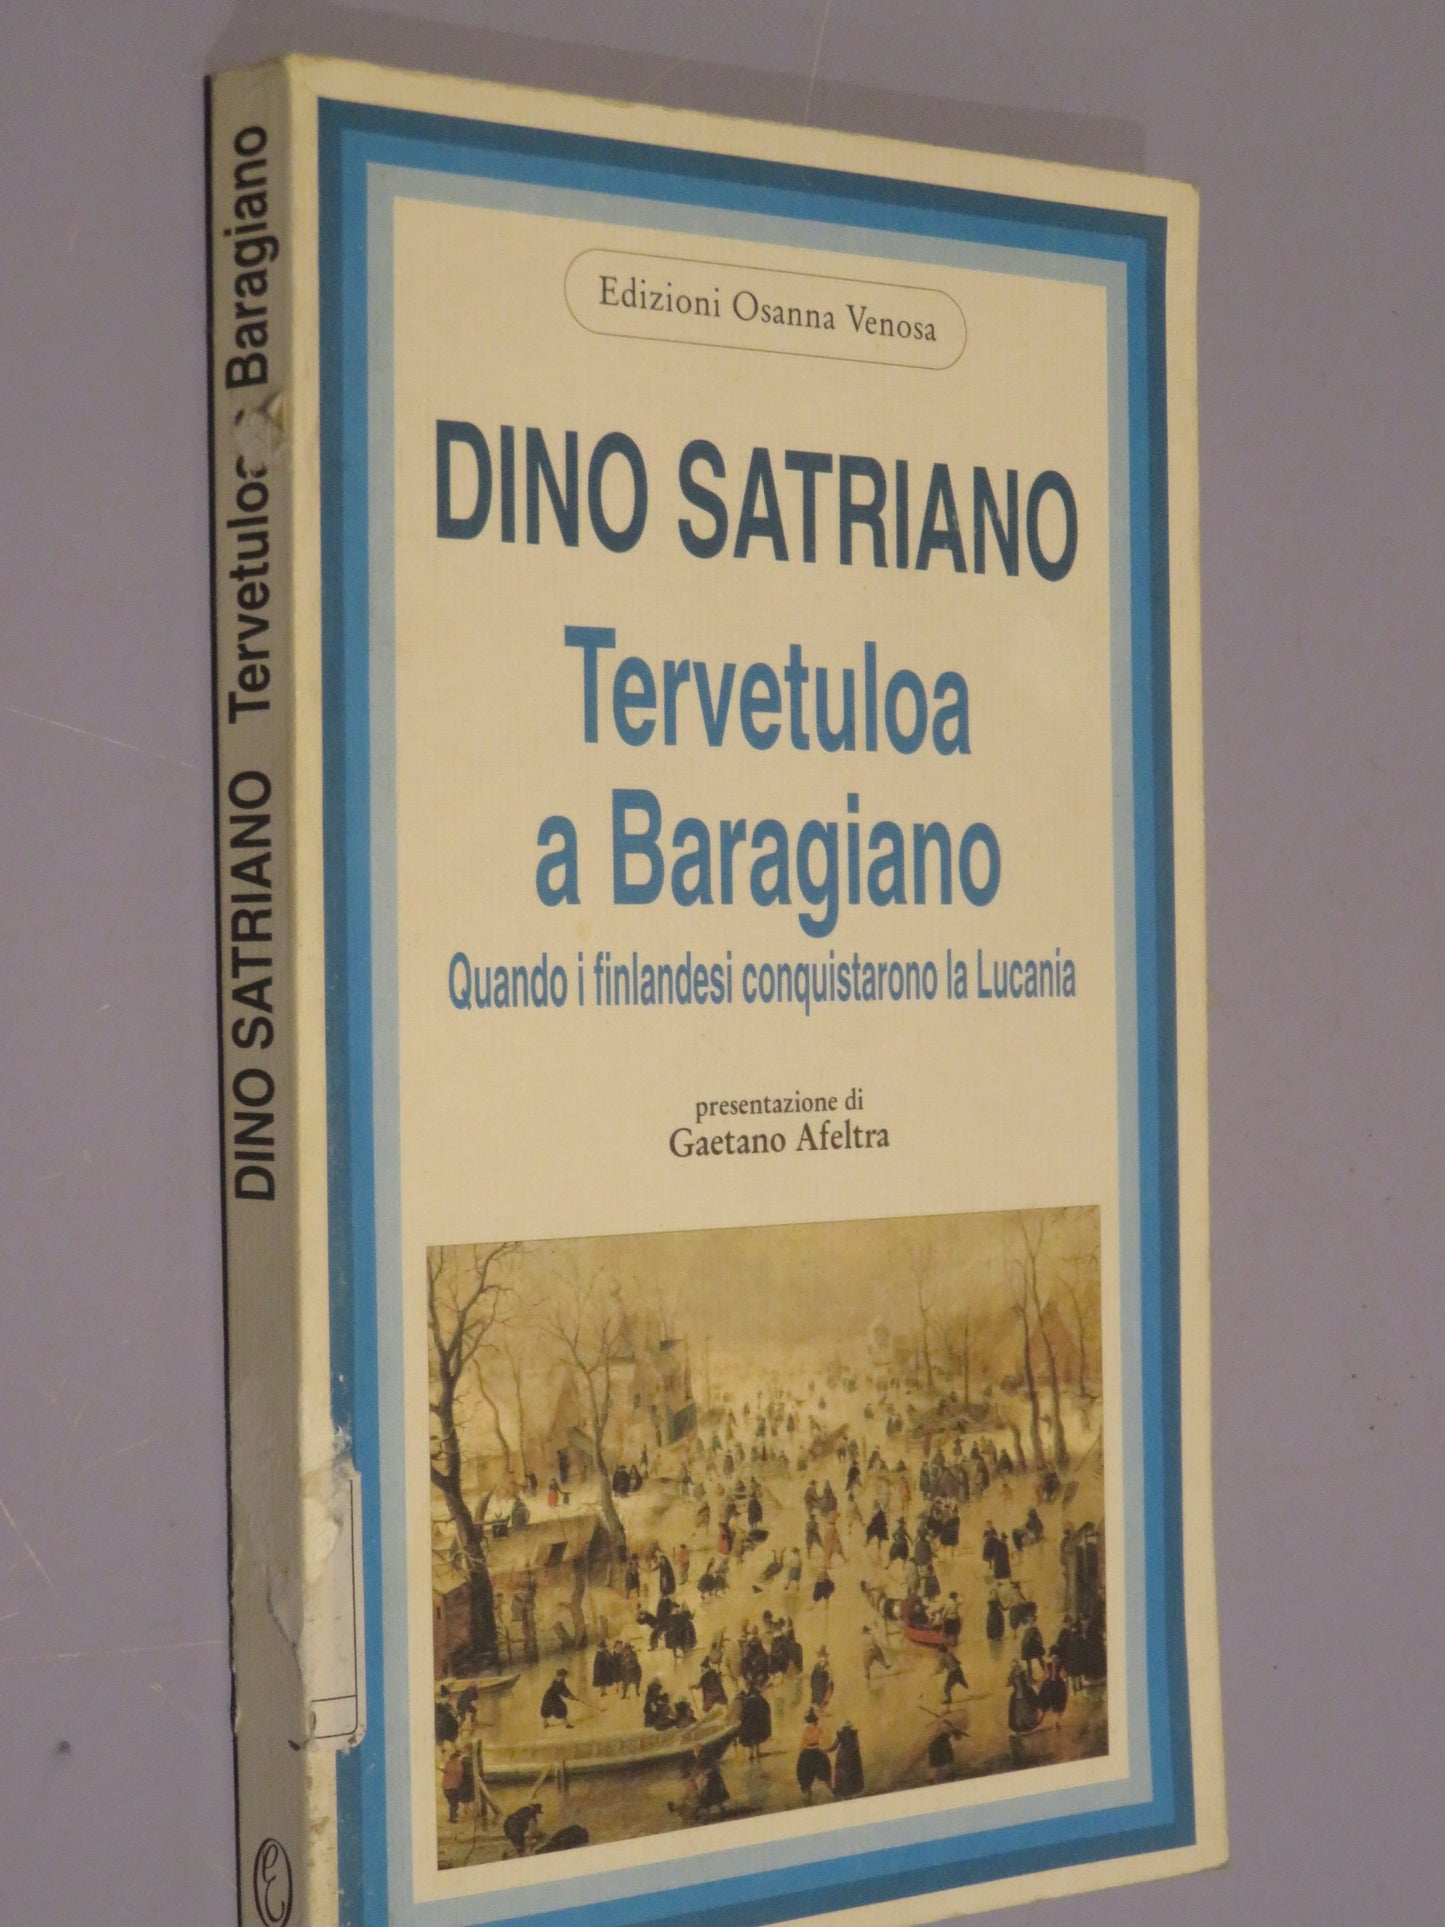 Edizioni Osanna Venosa
DINO SATRIANO
Tervetuloa
a Baragiano
Quando i finlandesi conquistarono la Lucania
presentazione di
Gaetano Afeltra
DINO SATRIANO Tervetuloa a Baragiano